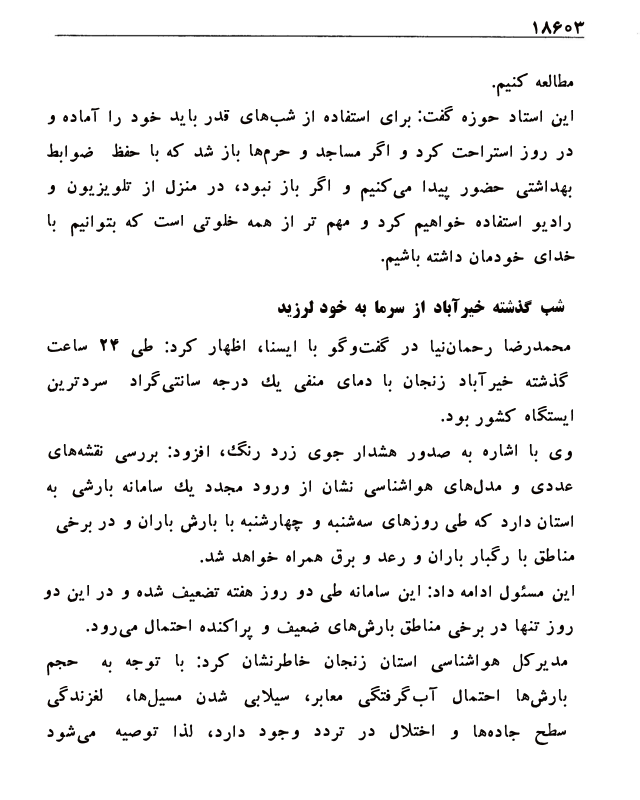 ۱۸۶۰۳
مطالعه کنیم.
این استاد حوزه گفت: برای استفاده از شب‌های قدر باید خود را آماده و
در روز استراحت کرد و اگر مساجد و حرم‌ها باز شد که با حفظ ضوابط
بهداشتی حضور پیدا می‌کنیم و اگر باز نبود، در منزل از تلویزیون و
رادیو استفاده خواهیم کرد و مهم تر از همه خلوتی است که بتوانیم با
خدای خودمان داشته باشیم.
شب گذشته خیرآباد از سرما به خود لرزید
محمدرضا رحمان‌نیا در گفت‌وگو با ایسنا، اظهار کرد: طی ۲۴ ساعت
گذشته خیرآباد زنجان با دمای منفی یك درجه سانتی‌گراد سردترین
ایستگاه کشور بود.
وی با اشاره به صدور هشدار جوی زرد رنگ، افزود: بررسی نقشه‌های
عددی و مدل‌های هواشناسی نشان از ورود مجدد یك سامانه بارشی به
استان دارد که طی روزهای سه‌شنبه و چهارشنبه با بارش باران و در برخی
مناطق با رگبار باران و رعد و برق همراه خواهد شد.
این مسئول ادامه داد: این سامانه طی دو روز هفته تضعیف شده و در این دو
روز تنها در برخی مناطق بارش‌های ضعیف و پراکنده احتمال می‌رود.
مدیرکل هواشناسی استان زنجان خاطرنشان کرد: با توجه به حجم
بارش‌ها احتمال آب‌گرفتگی معابر، سیلابی شدن مسیل‌ها، لغزندگی
سطح جاده‌ها و اختلال در تردد وجود دارد، لذا توصیه می‌شود